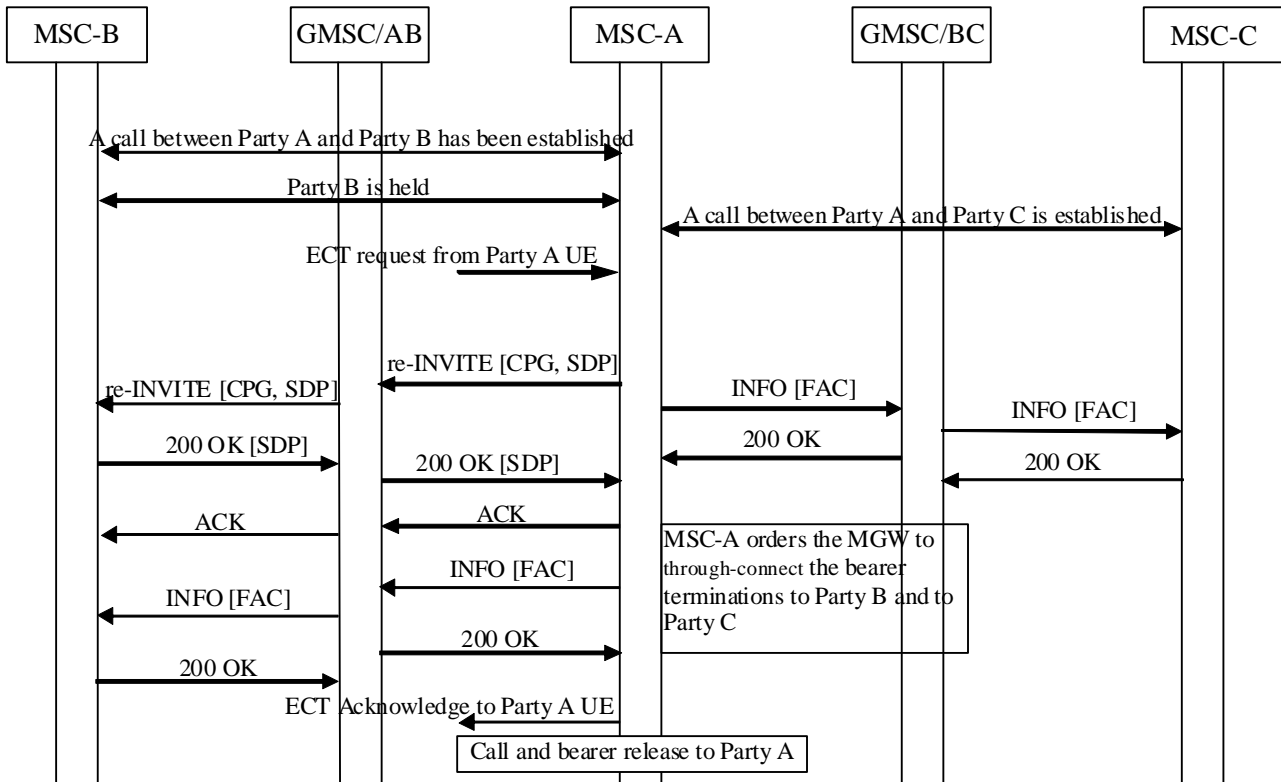 MSC-B
GMSC/AB
MSC-A
GMSC/BC
MSC-C
A call between Party A and Party B has been established
Party B is held
A call between Party A and Party C is established
ECT request from Party A UE
re-INVITE [CPG, SDP]
re-INVITE [CPG, SDP]
INFO [FAC]
INFO [FAC]
200 OK
200 OK [SDP]
200 OK [SDP]
200 OK
ACK
ACK
MSC-A orders the MGW to
through-connect the bearer
terminations to Party B and to
Party C
INFO [FAC]
INFO [FAC]
200 OK
200 OK
ECT Acknowledge to Party A UE
Call and bearer release to Party A